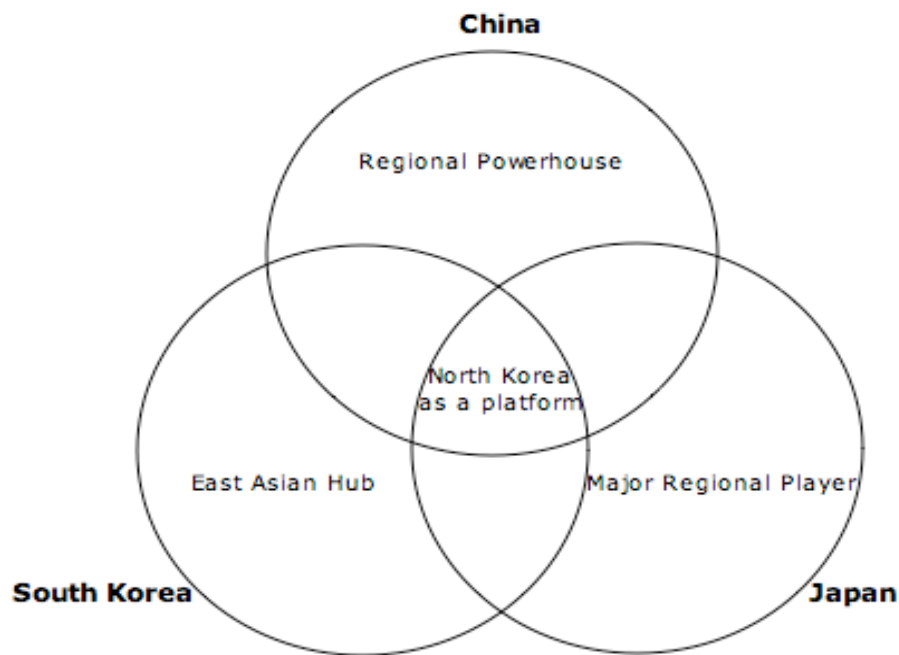 China
Regional Powerhouse
North Korea
as a platform
East Asian Hub
Major Regional Player
South Korea
Japan